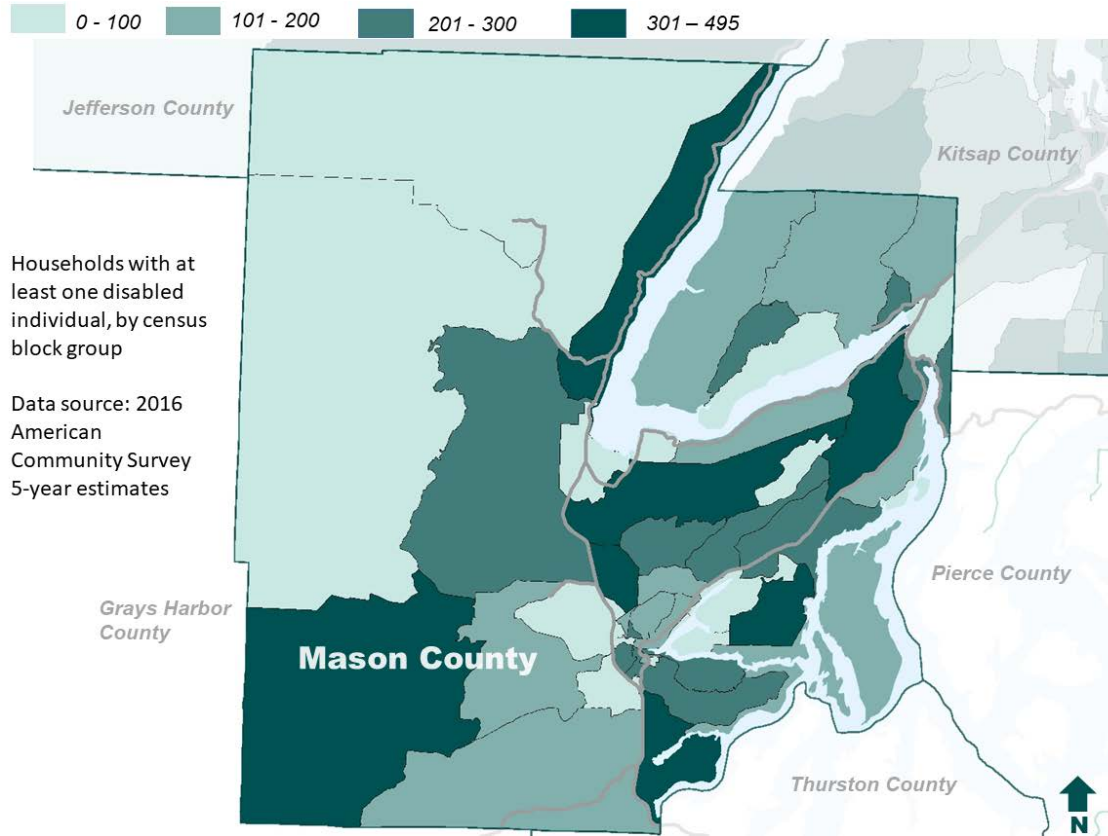 0 - 100
101 - 200
201 - 300
301 – 495
Jefferson County
Kitsap County
Households with at
least one disabled
individual, by census
block group
Data source: 2016
American
Community Survey
5-year estimates
Grays Harbor
County
Mason County
Pierce County
Thurston County
N